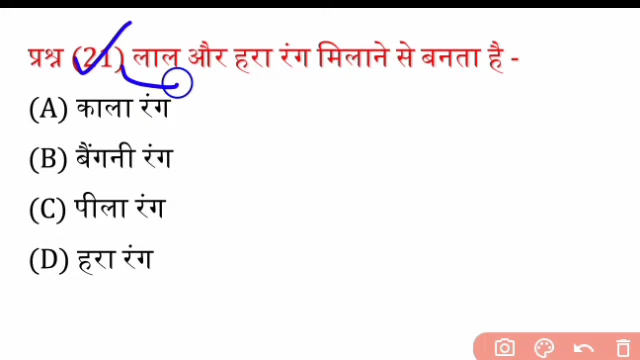 प्रश्न (21) लाल और हरा रंग मिलाने से बनता है -
(A) काला रंग
(B) बैंगनी रंग
(C) पीला रंग
(D) हरा रंग